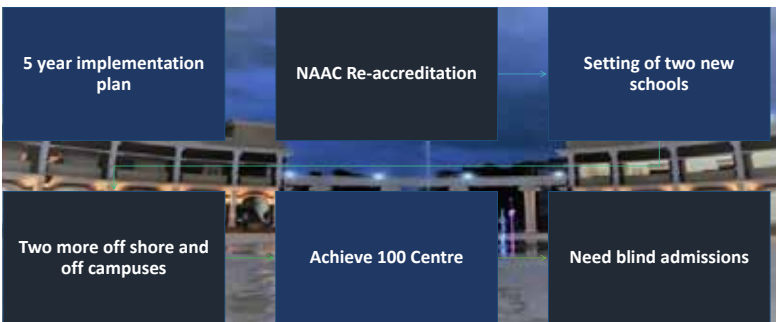 5 year implementation
plan
NAAC Re-accreditation
Setting of two new
schools
Two more off shore and
off campuses
Achieve 100 Centre
Need blind admissions